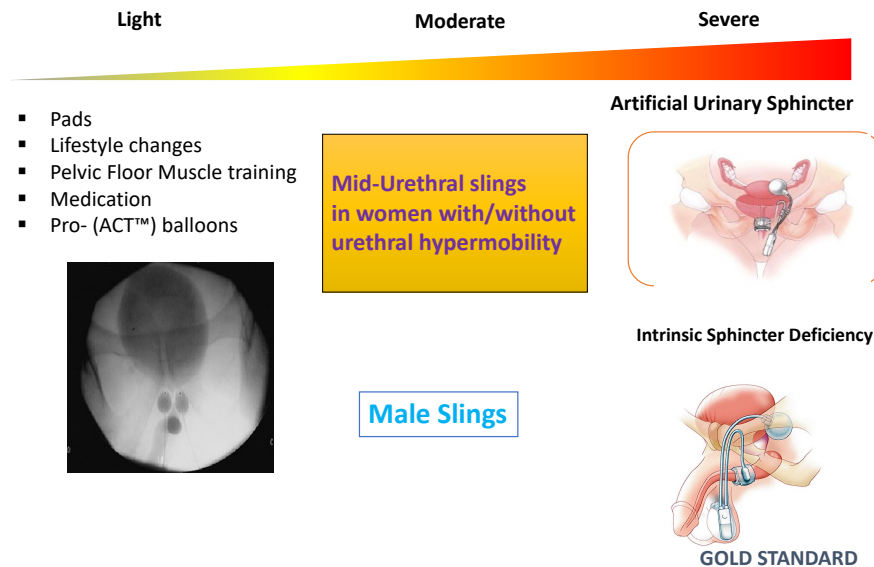 Light
Moderate
Severe
▪ Pads
▪ Lifestyle changes
▪ Pelvic Floor Muscle training
▪ Medication
▪ Pro- (ACT™) balloons
Mid-Urethral slings
in women with/without
urethral hypermobility
Male Slings
Artificial Urinary Sphincter
Intrinsic Sphincter Deficiency
GOLD STANDARD